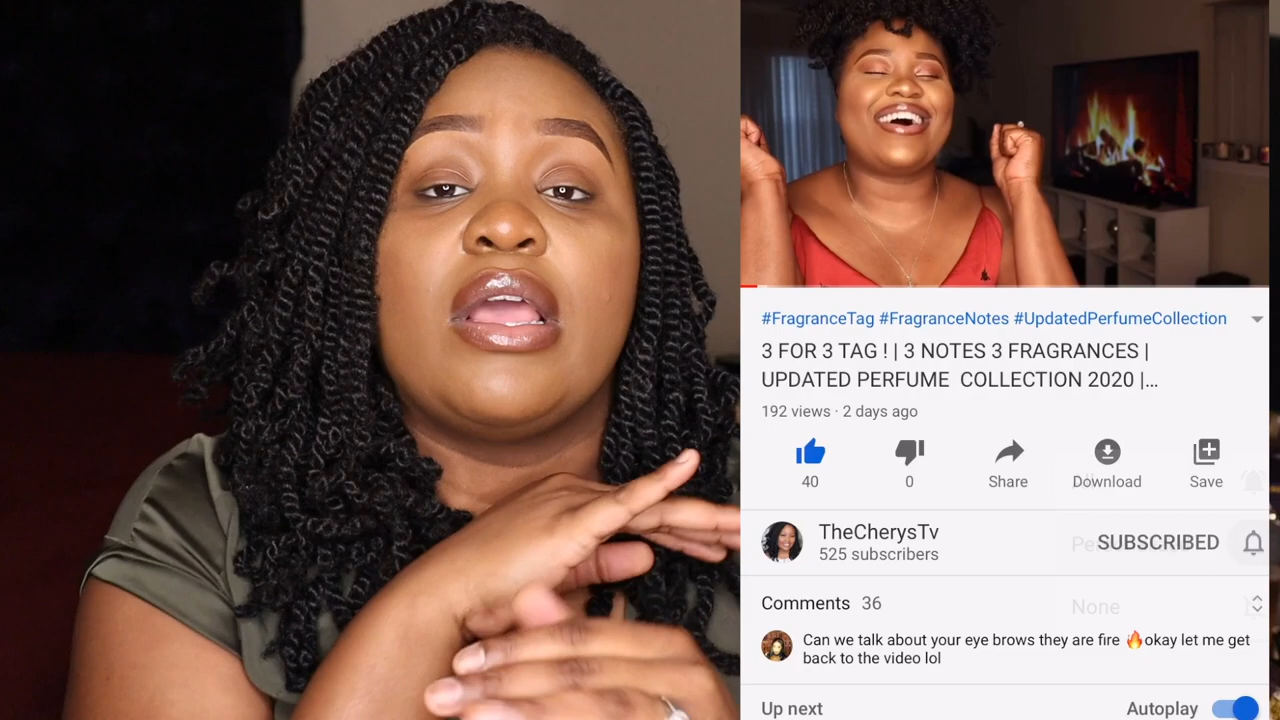 #FragranceTag #FragranceNotes #UpdatedPerfumeCollection
3 FOR 3 TAG ! | 3 NOTES 3 FRAGRANCES |
UPDATED PERFUME COLLECTION 2020 |...
192 views · 2 days ago
40
0
Share
Download
Save
TheCherysTv
525 subscribers
SUBSCRIBED
Comments 36
None
Can we talk about your eye brows they are fire 🔥okay let me get
back to the video lol
Up next
Autoplay